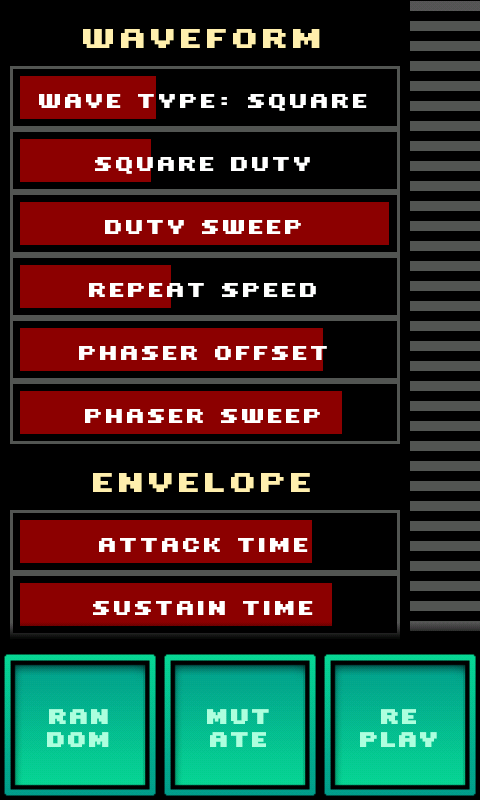 WAVEFORM
WAVE TYPE: SQUARE
SQUARE DUTY
DUTY SWEEP
REPEAT SPEED
PHASER OFFSET
PHASER SWEEP
ENVELOPE
ATTACK TIME
SUSTAIN TIME
RAN
DOM
MUT
ATE
RE
PLAY